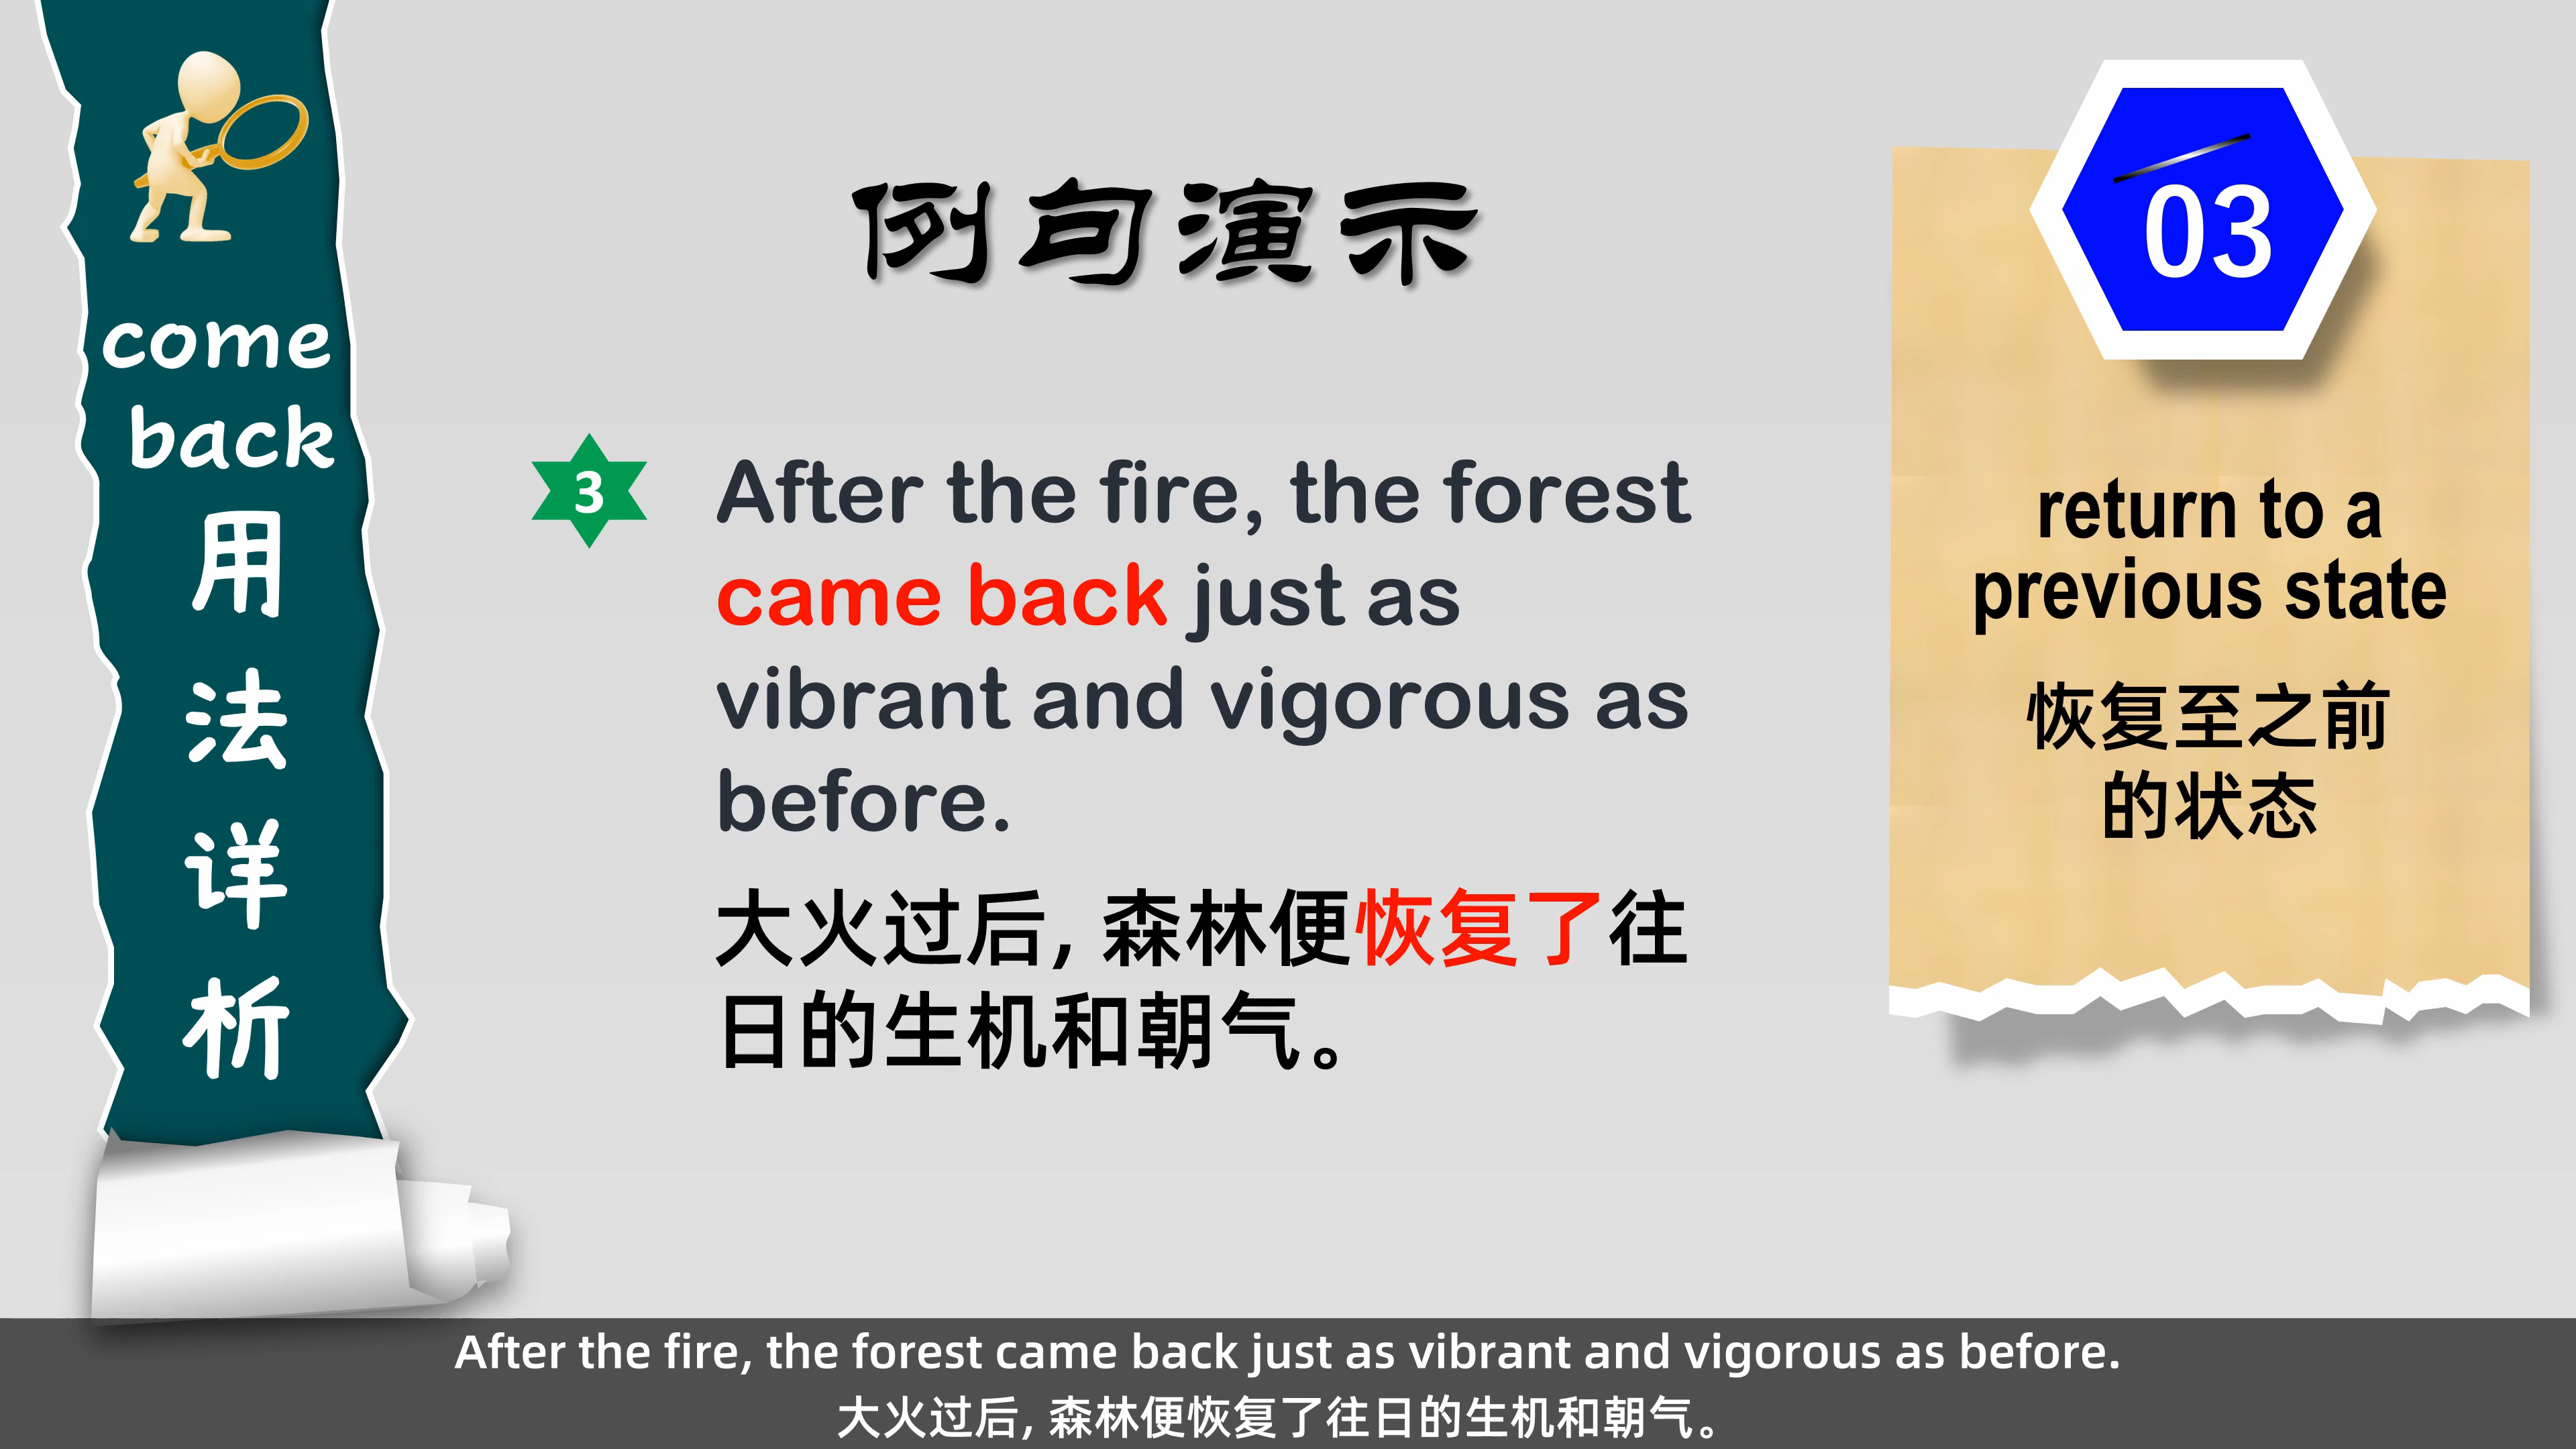 come
back
用
法
详
析
例句演示
3
After the fire, the forest
came back just as
vibrant and vigorous as
before.
大火过后, 森林便恢复了往
日的生机和朝气。
03
return to a
previous state
恢复至之前
的状态
After the fire, the forest came back just as vibrant and vigorous as before.
大火过后, 森林便恢复了往日的生机和朝气。